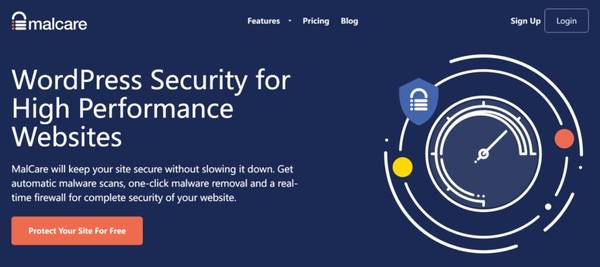 malcare
Features
Pricing
Blog
Sign Up
Login
WordPress Security for
High Performance
Websites
MalCare will keep your site secure without slowing it down. Get
automatic malware scans, one-click malware removal and a real-
time firewall for complete security of your website.
Protect Your Site For Free